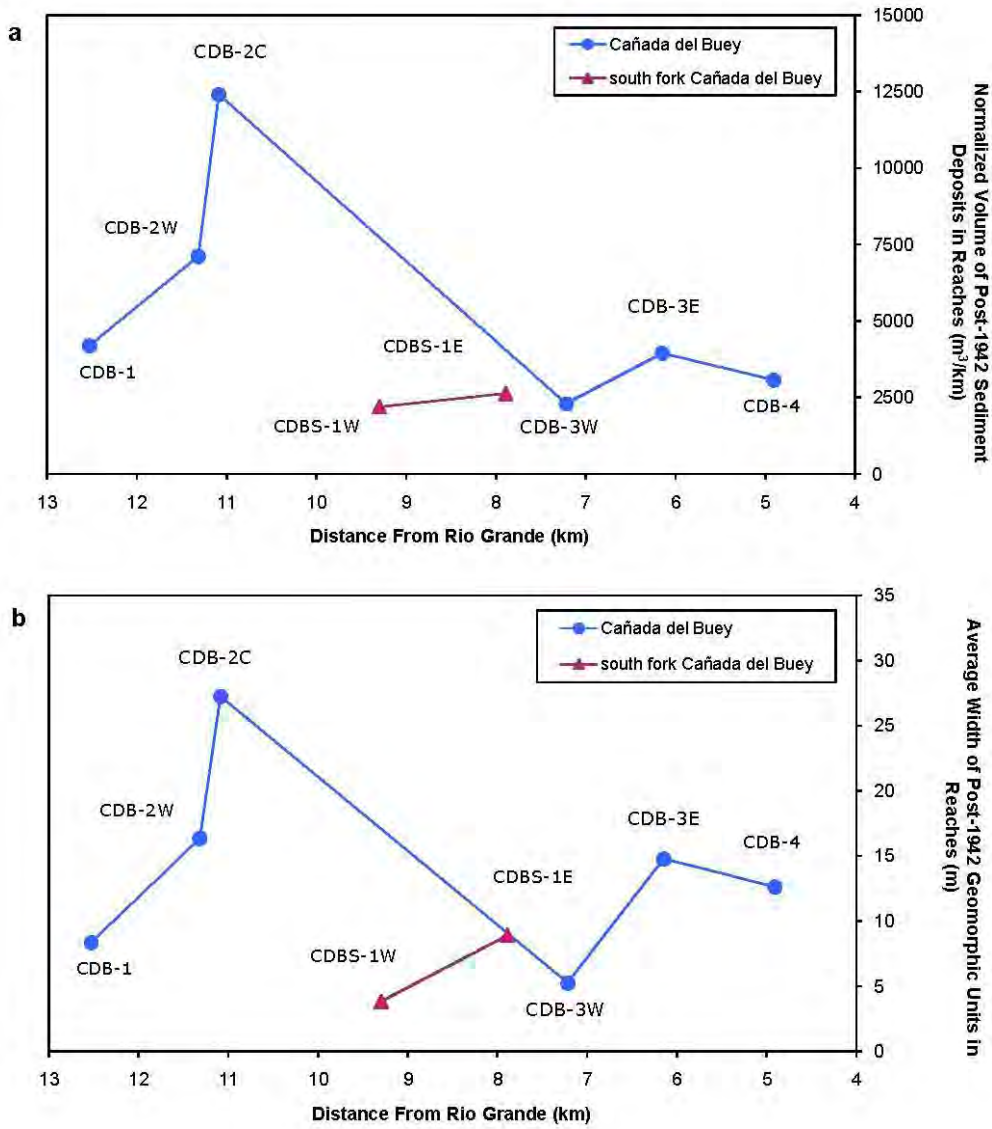 a
Cañada del Buey
south fork Cañada del Buey
CDB-2C
CDB-2W
CDB-1
CDBS-1E
CDBS-1W
CDB-3W
CDB-3E
CDB-4
15000
12500
10000
7500
5000
2500
0
Normalized Volume of Post-1942 Sediment
Deposits in Reaches (m³/km)
13 12 11 10 9 8 7 6 5 4
Distance From Rio Grande (km)
b
Cañada del Buey
south fork Cañada del Buey
CDB-2C
CDB-2W
CDB-1
CDBS-1E
CDBS-1W
CDB-3W
CDB-3E
CDB-4
35
30
25
20
15
10
5
0
Average Width of Post-1942 Geomorphic Units in
Reaches (m)
13 12 11 10 9 8 7 6 5 4
Distance From Rio Grande (km)